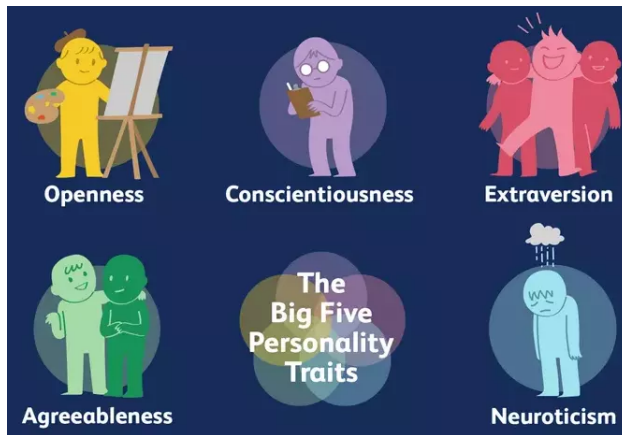 Openness
Conscientiousness
Extraversion
The
Big Five
Personality
Traits
Agreeableness
Neuroticism